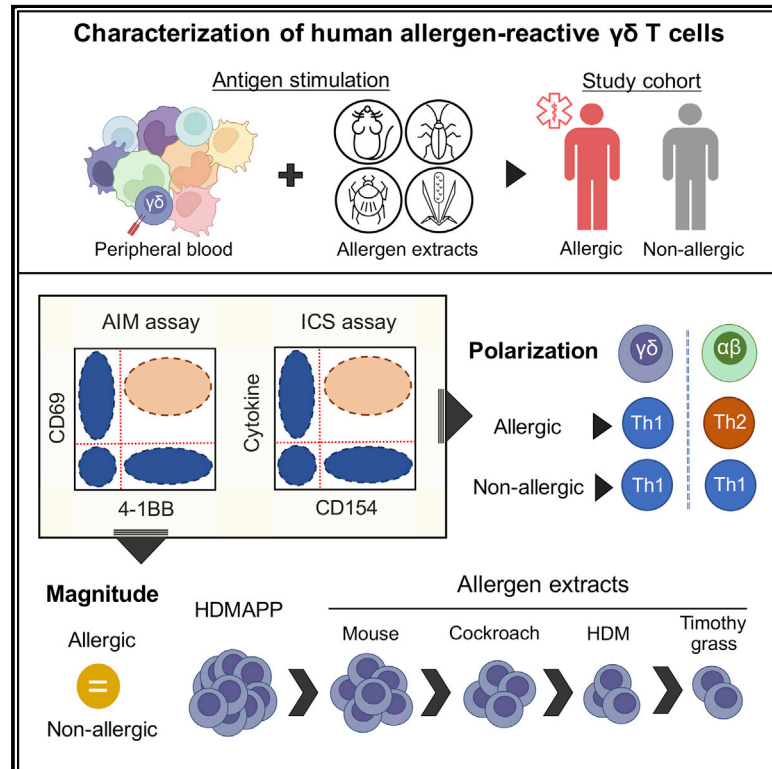 Characterization of human allergen-reactive γδ T cells
Antigen stimulation
Study cohort
γδ
Peripheral blood
Allergen extracts
Allergic
Non-allergic
AIM assay
ICS assay
CD69
4-1BB
Cytokine
CD154
Polarization
γδ
αβ
Allergic
Th1
Th2
Non-allergic
Th1
Th1
Magnitude
Allergic
=
Non-allergic
HDMAPP
Allergen extracts
Mouse
Cockroach
HDM
Timothy
grass